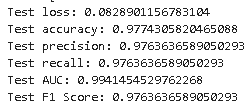 Test loss: 0.0828901156783104
Test accuracy: 0.9774305820465088
Test precision: 0.9763636589050293
Test recall: 0.9763636589050293
Test AUC: 0.9941454529762268
Test F1 Score: 0.9763636589050293